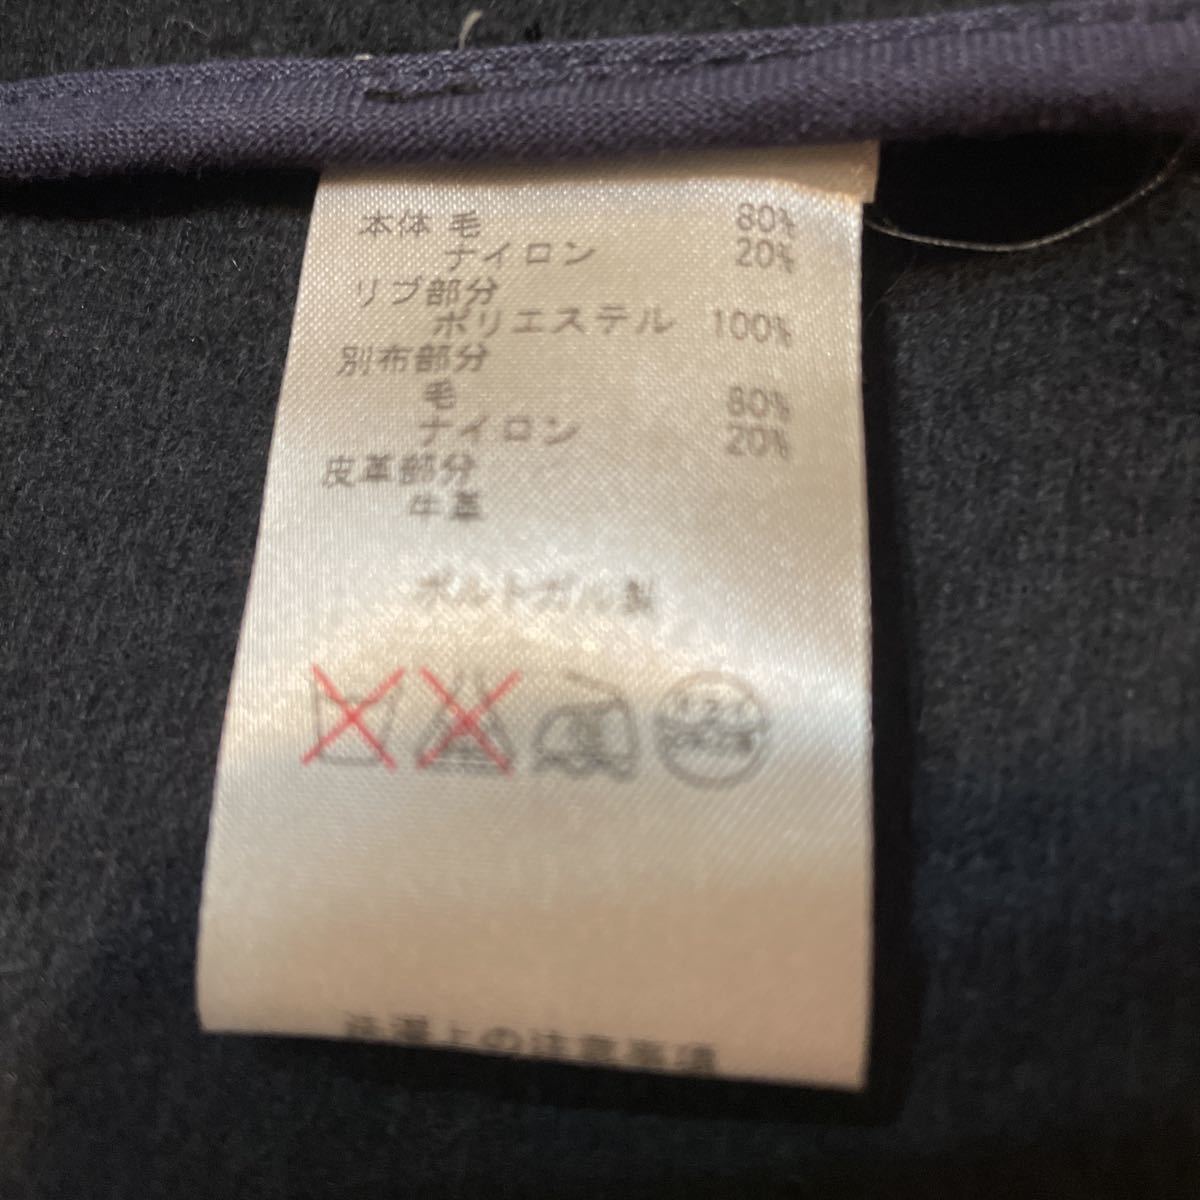 本体 毛 80%
ナイロン 20%
リブ部分
ポリエステル 100%
別布部分
毛 80%
ナイロン 20%
皮革部分
牛革
ポルトガル製
洗濯上の注意事項